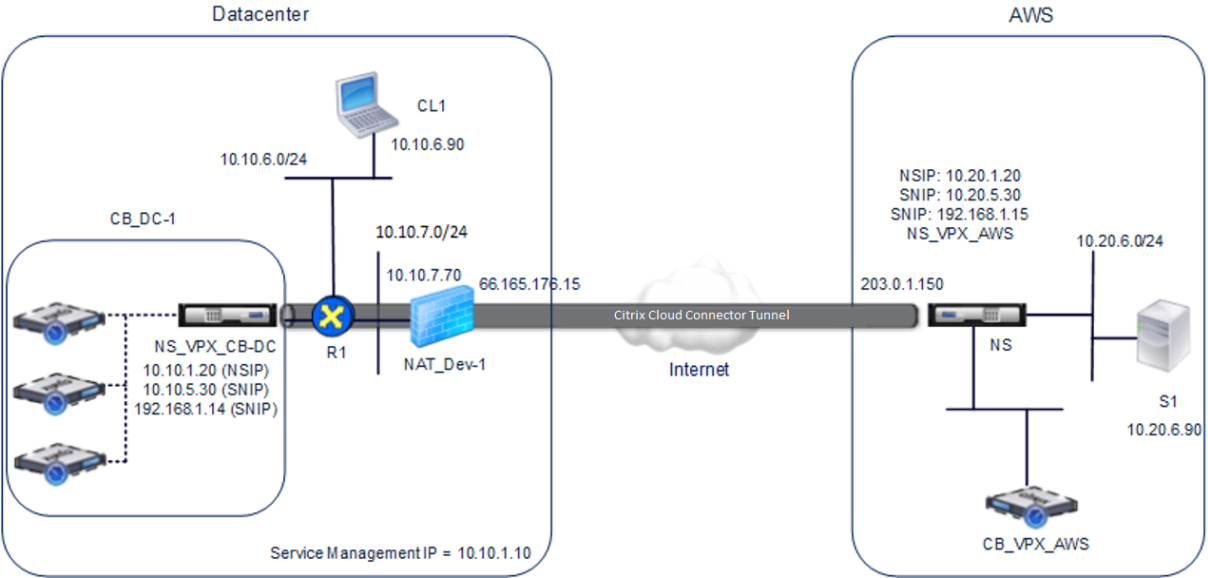 Datacenter
AWS
CL1
10.10.6.90
10.10.6.0/24
CB_DC-1
10.10.7.0/24
10.10.7.70
66.165.176.15
NS_VPX_CB-DC
10.10.1.20 (NSIP)
10.10.5.30 (SNIP)
192.168.1.14 (SNIP)
R1
NAT_Dev-1
Citrix Cloud Connector Tunnel
Internet
203.0.1.150
NSIP: 10.20.1.20
SNIP: 10.20.5.30
SNIP: 192.168.1.15
NS_VPX_AWS
10.20.6.0/24
NS
S1
10.20.6.90
CB_VPX_AWS
Service Management IP = 10.10.1.10